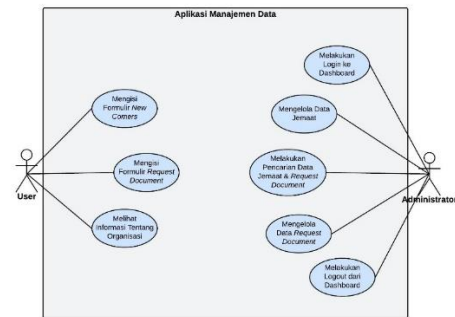 Aplikasi Manajemen Data
Melakukan
Login ke
Dashboard
Mengisi
Formulir New
Comers
Mengelola Data
Jemaat
Mengisi
Formulir Request
Document
Melakukan
Pencarian Data
Jemaat & Request
Document
User
Administrator
Melihat
Informasi Tentang
Organisasi
Mengelola
Data Request
Document
Melakukan
Logout dari
Dashboard